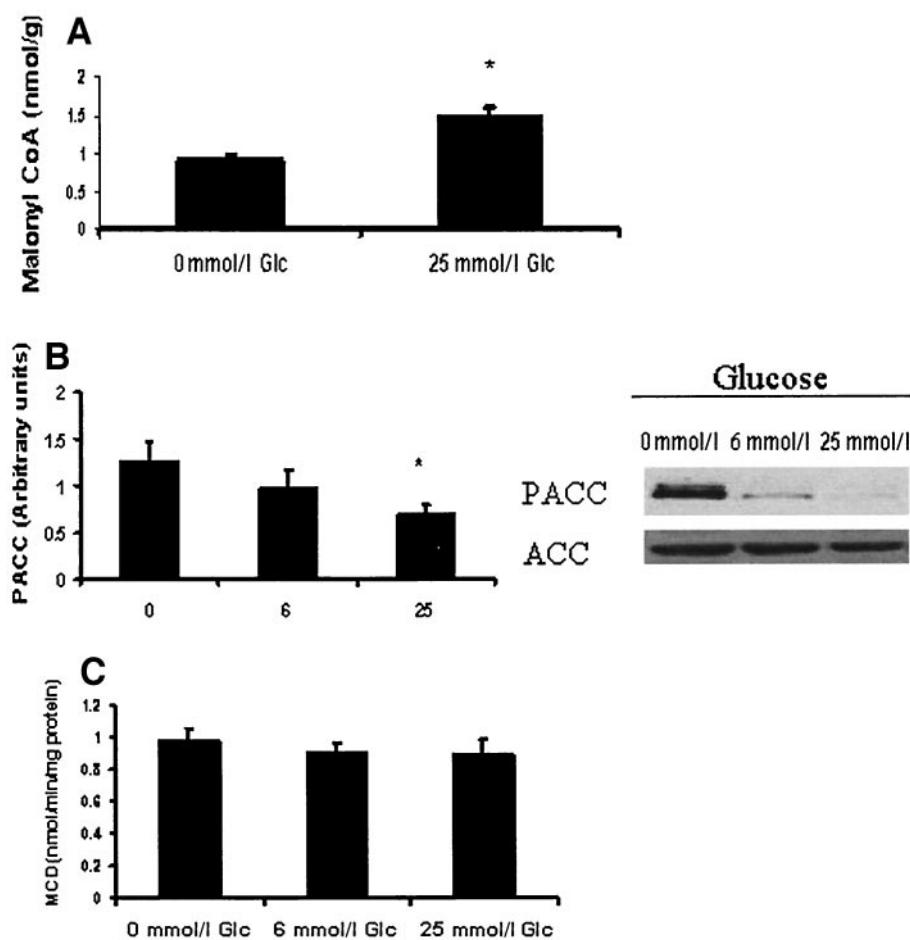 A
Malonyl CoA (nmol/g)
2
1.5
1
0.5
0
*
0 mmol/l Glc
25 mmol/l Glc
B
PACC (Arbitrary units)
2
1.5
1
0.5
0
*
0
6
25
Glucose
0 mmol/l 6 mmol/l 25 mmol/l
PACC
ACC
C
MCD (nmol/min/mg protein)
1.2
1
0.8
0.6
0.4
0.2
0
0 mmol/l Glc
6 mmol/l Glc
25 mmol/l Glc